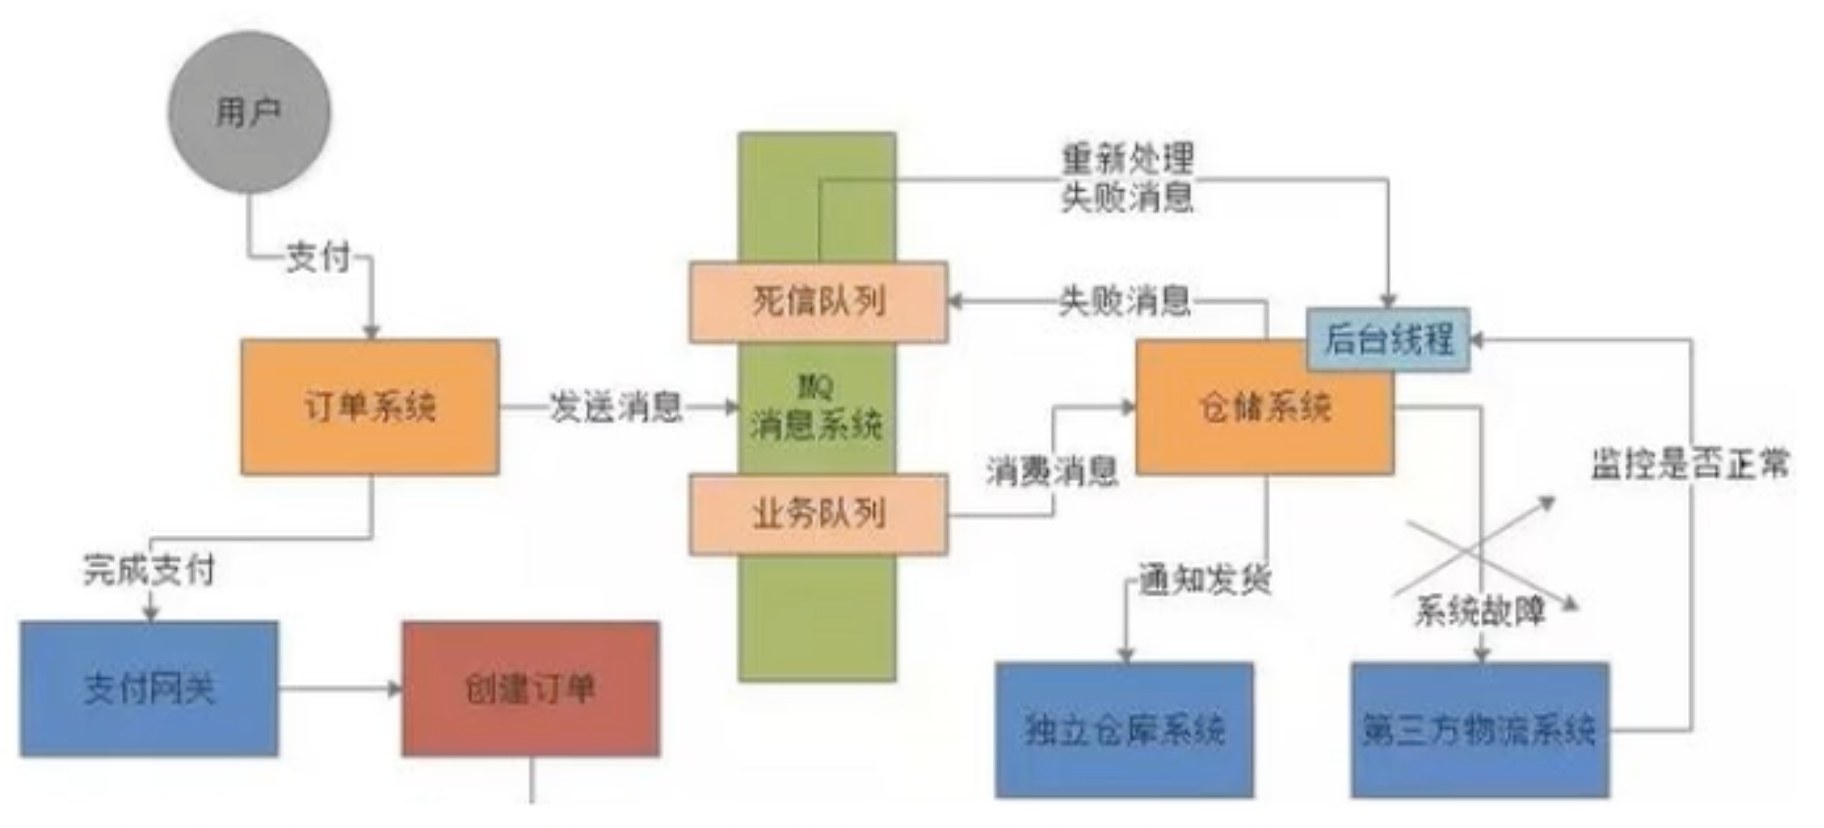 用户
支付
订单系统
完成支付
支付网关
创建订单
发送消息
死信队列
MQ
消息系统
业务队列
重新处理
失败消息
失败消息
消费消息
后台线程
仓储系统
通知发货
系统故障
监控是否正常
独立仓库系统
第三方物流系统